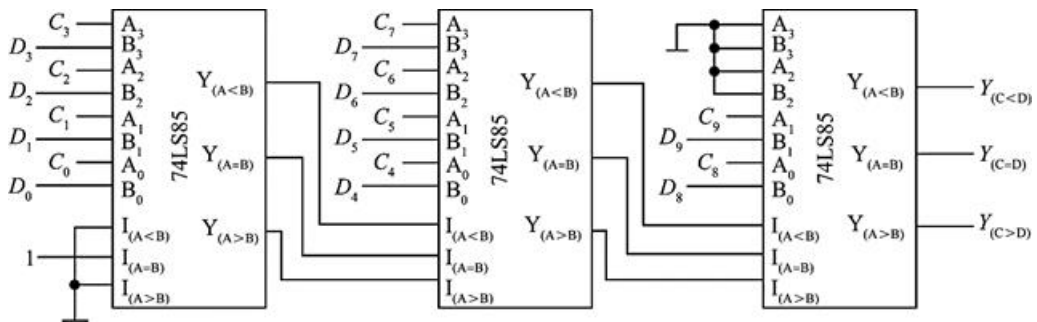 C₃ A₃
D₃ B₃
C₂ A₂
D₂ B₂
C₁ A₁
D₁ B₁
C₀ A₀
D₀ B₀
I(A<B)
1 I(A=B)
I(A>B)
74LS85
Y(A<B)
Y(A=B)
Y(A>B)
C₇ A₃
D₇ B₃
C₆ A₂
D₆ B₂
C₅ A₁
D₅ B₁
C₄ A₀
D₄ B₀
I(A<B)
I(A=B)
I(A>B)
74LS85
Y(A<B)
Y(A=B)
Y(A>B)
A₃
B₃
A₂
B₂
C₉ A₁
D₉ B₁
C₈ A₀
D₈ B₀
I(A<B)
I(A=B)
I(A>B)
74LS85
Y(A<B) Y(C<D)
Y(A=B) Y(C=D)
Y(A>B) Y(C>D)